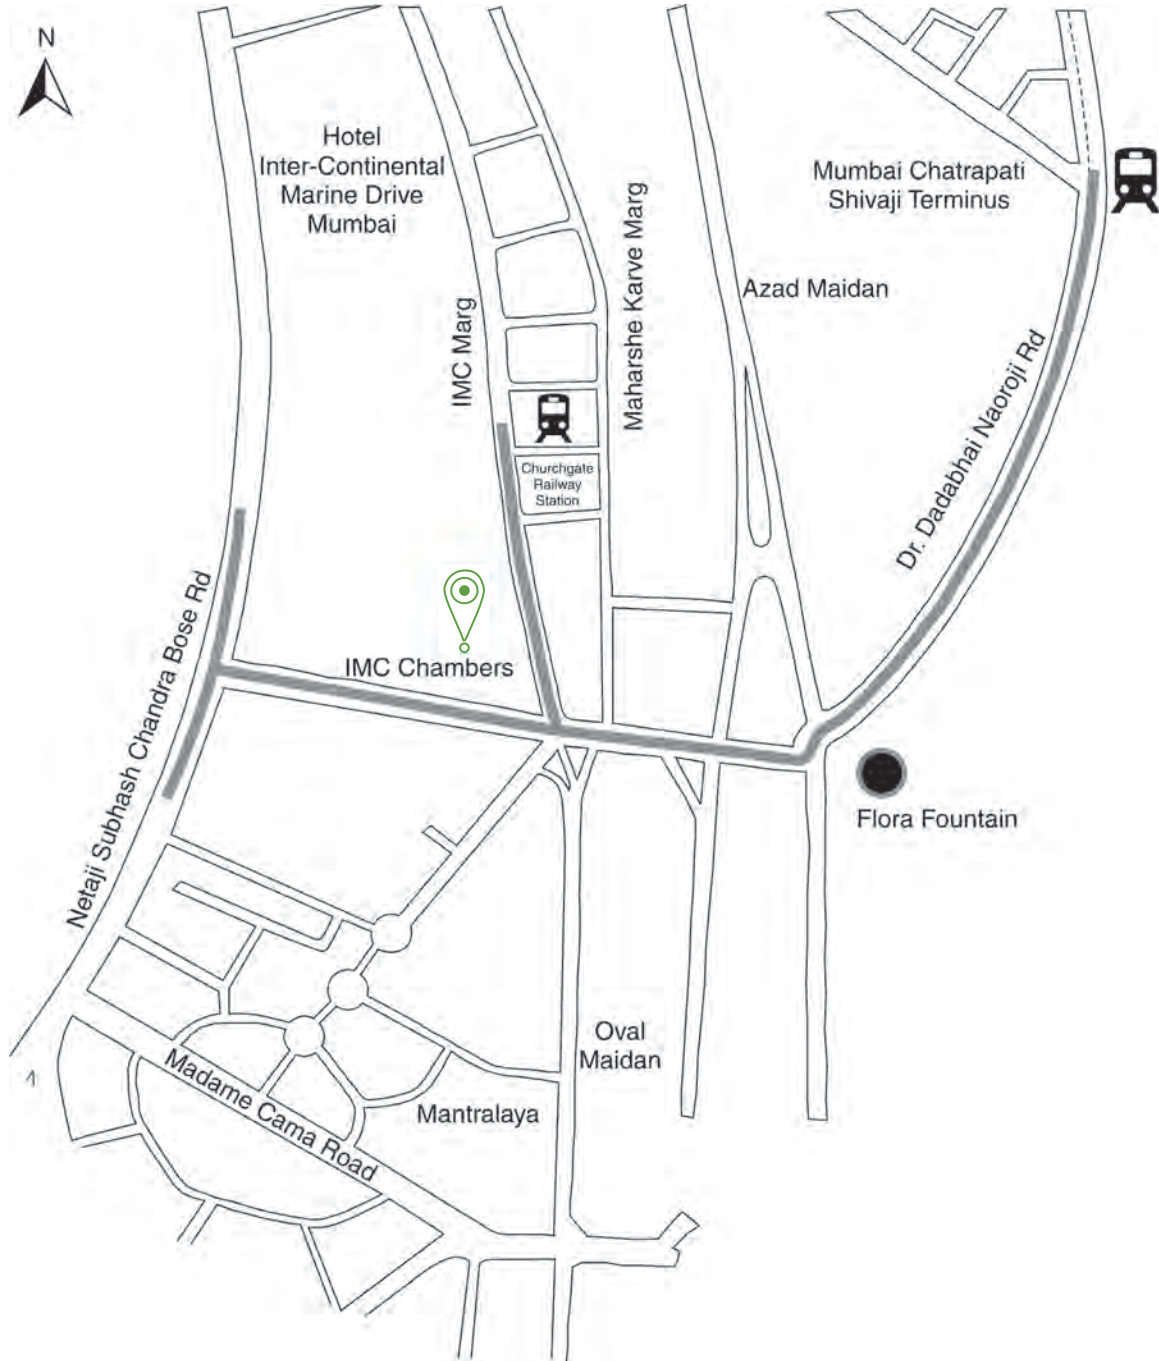 N
Hotel
Inter-Continental
Marine Drive
Mumbai
Mumbai Chatrapati
Shivaji Terminus
IMC Marg
Maharshe Karve Marg
Azad Maidan
Dr. Dadabhai Naoroji Rd
Churchgate
Railway
Station
Netaji Subhash Chandra Bose Rd
IMC Chambers
Flora Fountain
Oval
Maidan
Madame Cama Road
Mantralaya